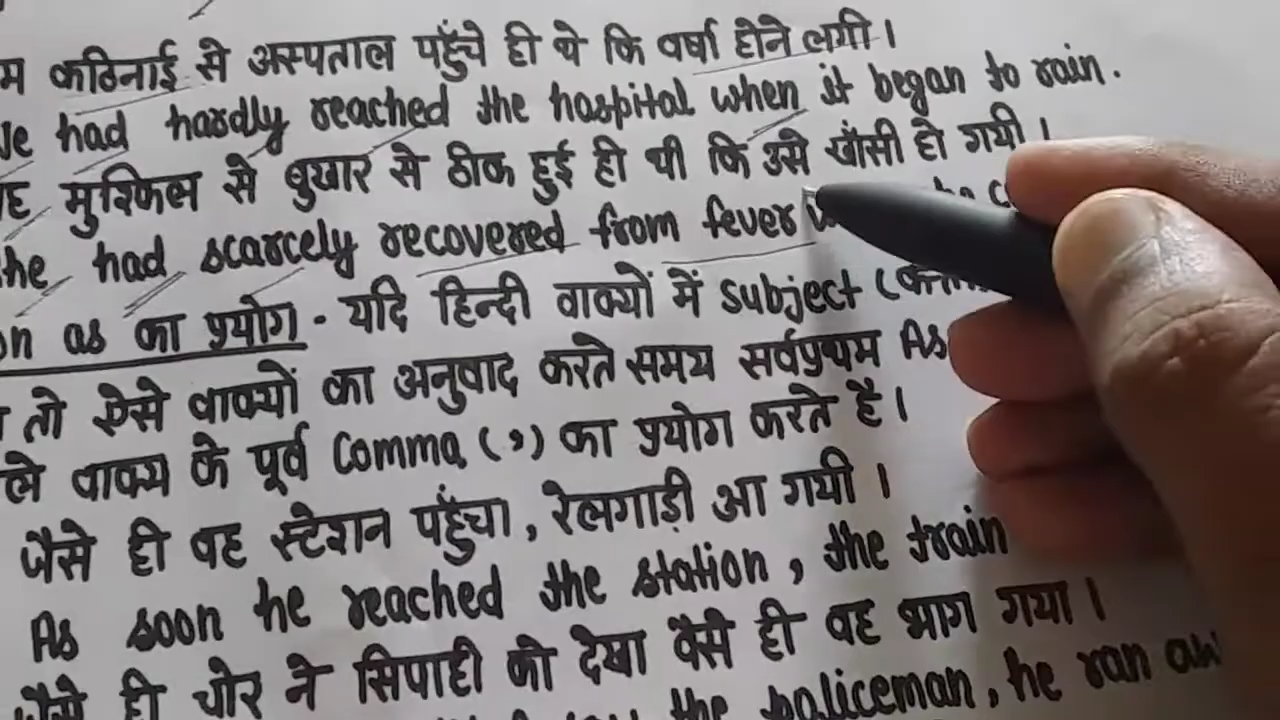 म कठिनाई से अस्पताल पहुँचे ही थे कि वर्षा होने लगी।
had hardly reached the hospital when it began to rain.
मुश्किल से बुखार से ठीक हुई ही थी कि उसे खाँसी हो गयी।
had scarcely recovered from fever
as का प्रयोग - यदि हिन्दी वाक्यों में Subject
तो ऐसे वाक्यों का अनुवाद करते समय सर्वप्रथम As
वाक्य के पूर्व Comma (,) का प्रयोग करते है।
जैसे ही वह स्टेशन पहुँचा, रेलगाड़ी आ गयी।
As soon he reached the station, the train
जैसे ही चोर ने सिपाही को देखा वैसे ही वह भाग गया।
the policeman, he ran